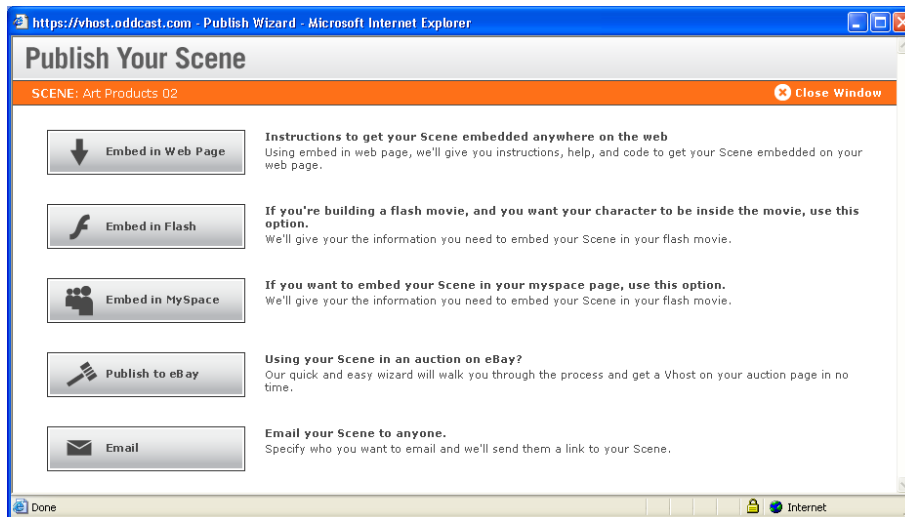 https://vhost.oddcast.com - Publish Wizard - Microsoft Internet Explorer
Publish Your Scene
SCENE: Art Products 02
Close Window
Embed in Web Page
Instructions to get your Scene embedded anywhere on the web
Using embed in web page, we'll give you instructions, help, and code to get your Scene embedded on your
web page.
Embed in Flash
If you're building a flash movie, and you want your character to be inside the movie, use this
option.
We'll give your the information you need to embed your Scene in your flash movie.
Embed in MySpace
If you want to embed your Scene in your myspace page, use this option.
We'll give your the information you need to embed your Scene in your flash movie.
Publish to eBay
Using your Scene in an auction on eBay?
Our quick and easy wizard will walk you through the process and get a Vhost on your auction page in no
time.
Email
Email your Scene to anyone.
Specify who you want to email and we'll send them a link to your Scene.
Done
Internet